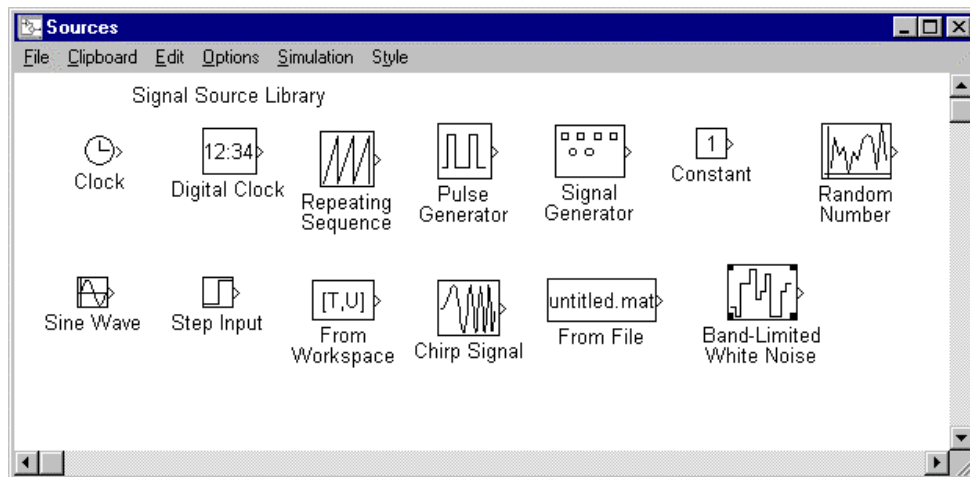 Sources
File Clipboard Edit Options Simulation Style
Signal Source Library
12:34
1
Clock
Digital Clock
Repeating
Sequence
Pulse
Generator
Signal
Generator
Constant
Random
Number
[T,U]
untitled.mat
Sine Wave
Step Input
From
Workspace
Chirp Signal
From File
Band-Limited
White Noise